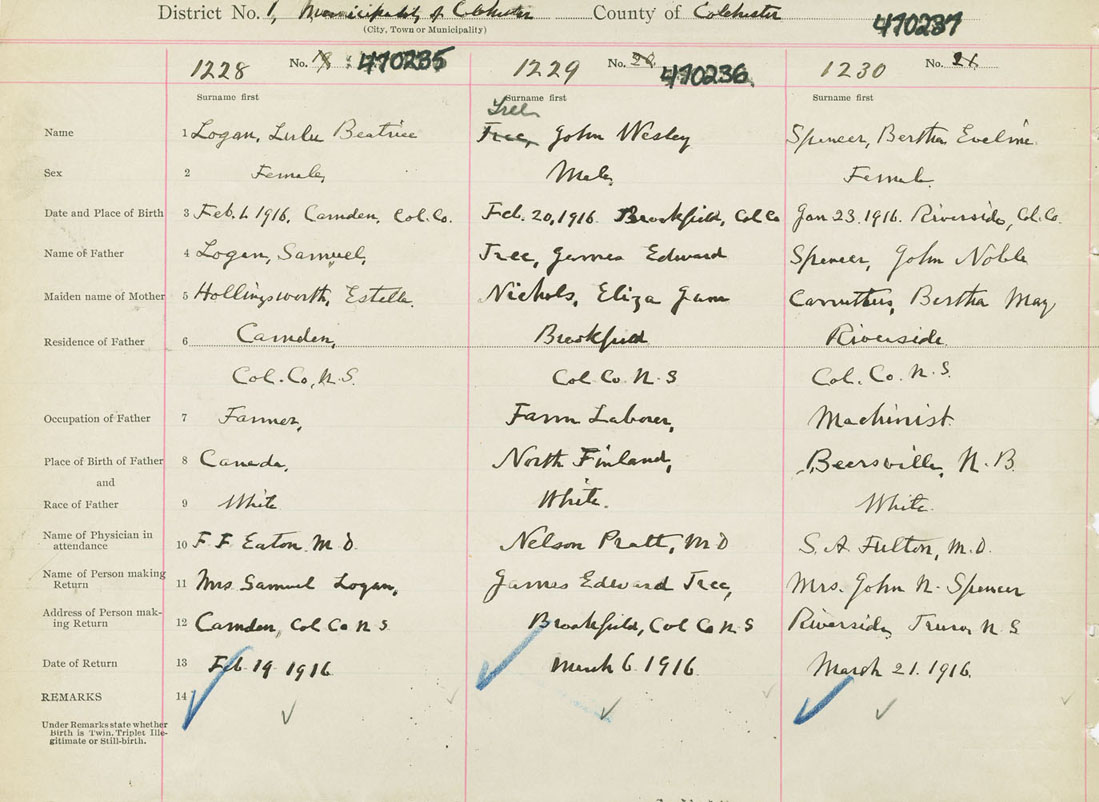 District No. 1, Municipality of Colchester County of Colchester
(City, Town or Municipality)
470237
1228 No. 470235 1229 No. 20 470236 1230 No. 21
Surname first Surname first Surname first
Name 1 Logan, Lulu Beatrice Tree, John Wesley Spencer, Bertha Eveline
Sex 2 Female, Male, Female.
Date and Place of Birth 3 Feb. 6 1916, Camden, Col. Co. Feb. 20, 1916. Brookfield, Col Co Jan 23. 1916. Riverside, Col. Co.
Name of Father 4 Logan, Samuel, Tree, James Edward Spencer, John Noble
Maiden name of Mother 5 Hollingsworth, Estella. Nichols, Eliza Jane Carruthers, Bertha May
Residence of Father 6 Camden, Brookfield Riverside
Col. Co, N.S. Col Co. N.S Col. Co. N.S.
Occupation of Father 7 Farmer, Farm Laborer, Machinist
Place of Birth of Father 8 Canada, North Finland, Beersville, N.B.
and
Race of Father 9 White White. White.
Name of Physician in
attendance 10 F. F. Eaton M.D. Nelson Pratt, M D S. A Fulton, M.D.
Name of Person making
Return 11 Mrs Samuel Logan, James Edward Tree, Mrs. John N. Spencer
Address of Person mak-
ing Return 12 Camden, Col Co N.S. Brookfield, Col Co N.S Riverside, Truro N.S.
Date of Return 13 Feb. 19 1916 March 6. 1916. March 21. 1916.
REMARKS 14
Under Remarks state whether
Birth is Twin. Triplet Ille-
gitimate or Still-birth.